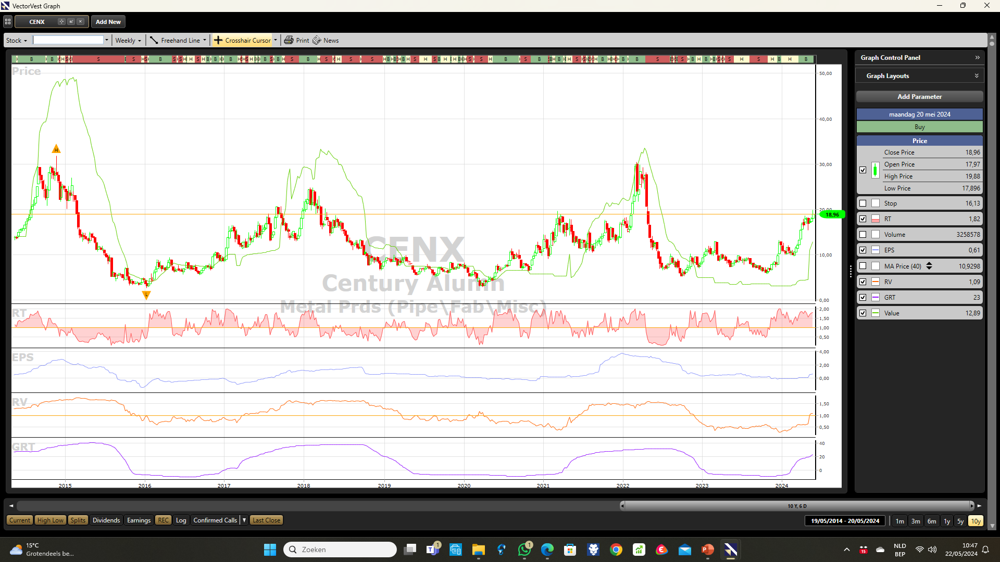 VectorVest Graph
CENX
Add New
Stock
Weekly
Freehand Line
Crosshair Cursor
Print
News
Price
50,00
40,00
30,00
20,00
18,96
10,00
0,00
H
L
CENX
Century Alumn
Metal Prds (Pipe\Fab\Misc)
RT
2,00
1,50
1,00
0,50
EPS
4,00
2,00
0,00
RV
1,50
1,00
0,50
GRT
40
20
0
2015 2016 2017 2018 2019 2020 2021 2022 2023 2024
10 Y, 6 D
Current
High Low
Splits
Dividends
Earnings
REC
Log
Confirmed Calls
Last Close
19/05/2014 - 20/05/2024
1m
3m
6m
1y
5y
10y
Graph Control Panel
Graph Layouts
Add Parameter
maandag 20 mei 2024
Buy
Price
Close Price 18,96
Open Price 17,97
High Price 19,88
Low Price 17,896
Stop 16,13
RT 1,82
Volume 3258578
EPS 0,61
MA Price (40) 10,9298
RV 1,09
GRT 23
Value 12,89
15°C
Grotendeels be...
Zoeken
1
1
15
NLD
BEP
10:47
22/05/2024